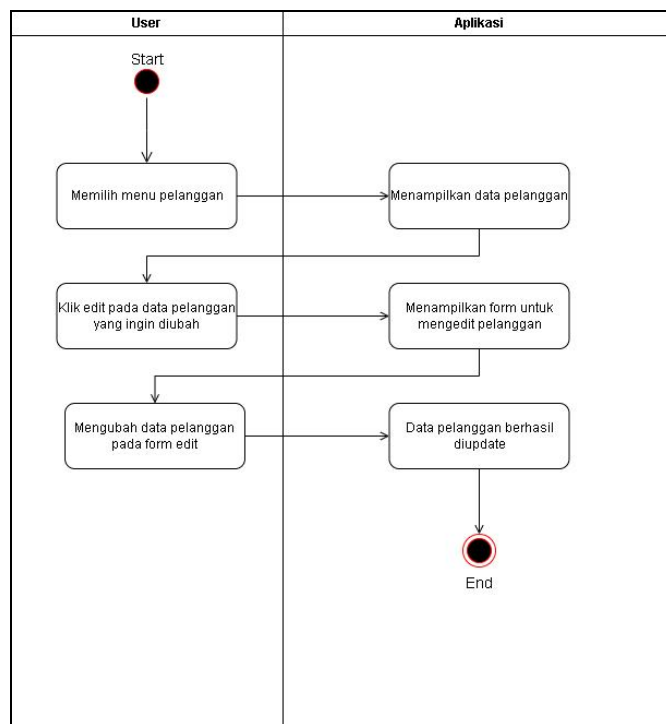 User
Aplikasi
Start
Memilih menu pelanggan
Menampilkan data pelanggan
Klik edit pada data pelanggan
yang ingin diubah
Menampilkan form untuk
mengedit pelanggan
Mengubah data pelanggan
pada form edit
Data pelanggan berhasil
diupdate
End